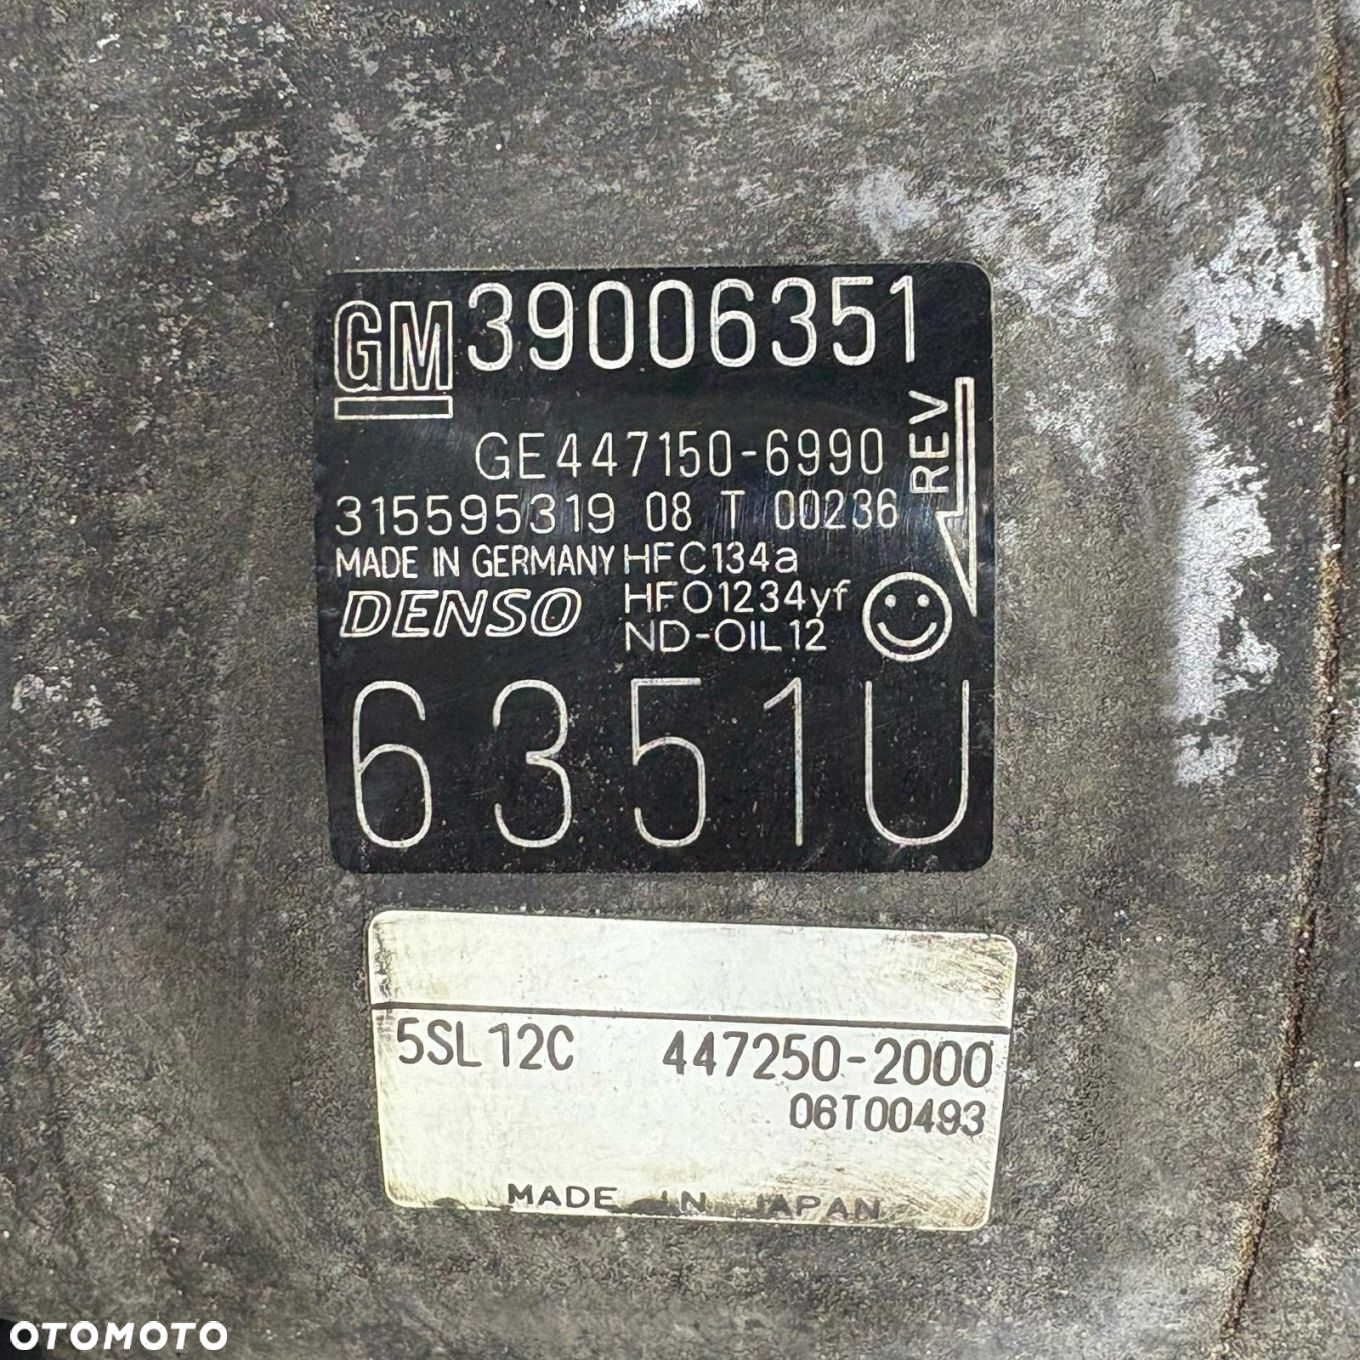 GM 39006351
GE447150-6990
REV
315595319 08 T 00236
MADE IN GERMANY HFC134a
DENSO HFO1234yf
ND-OIL12
6351U
5SL12C 447250-2000
06T00493
MADE IN JAPAN
OTOMOTO